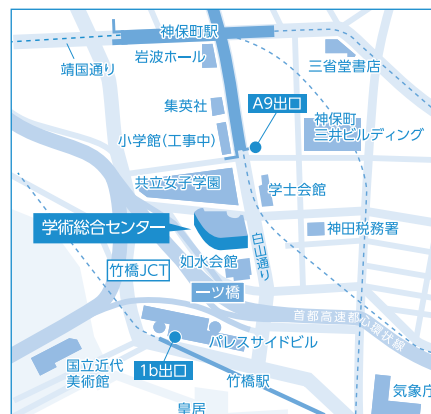 神保町駅
岩波ホール
靖国通り
三省堂書店
集英社
A9出口
神保町
三井ビルディング
小学館(工事中)
共立女子学園
学士会館
学術総合センター
白山通り
神田税務署
如水会館
竹橋JCT
一ツ橋
首都高速都心環状線
パレスサイドビル
国立近代
美術館
1b出口
竹橋駅
気象庁
皇居